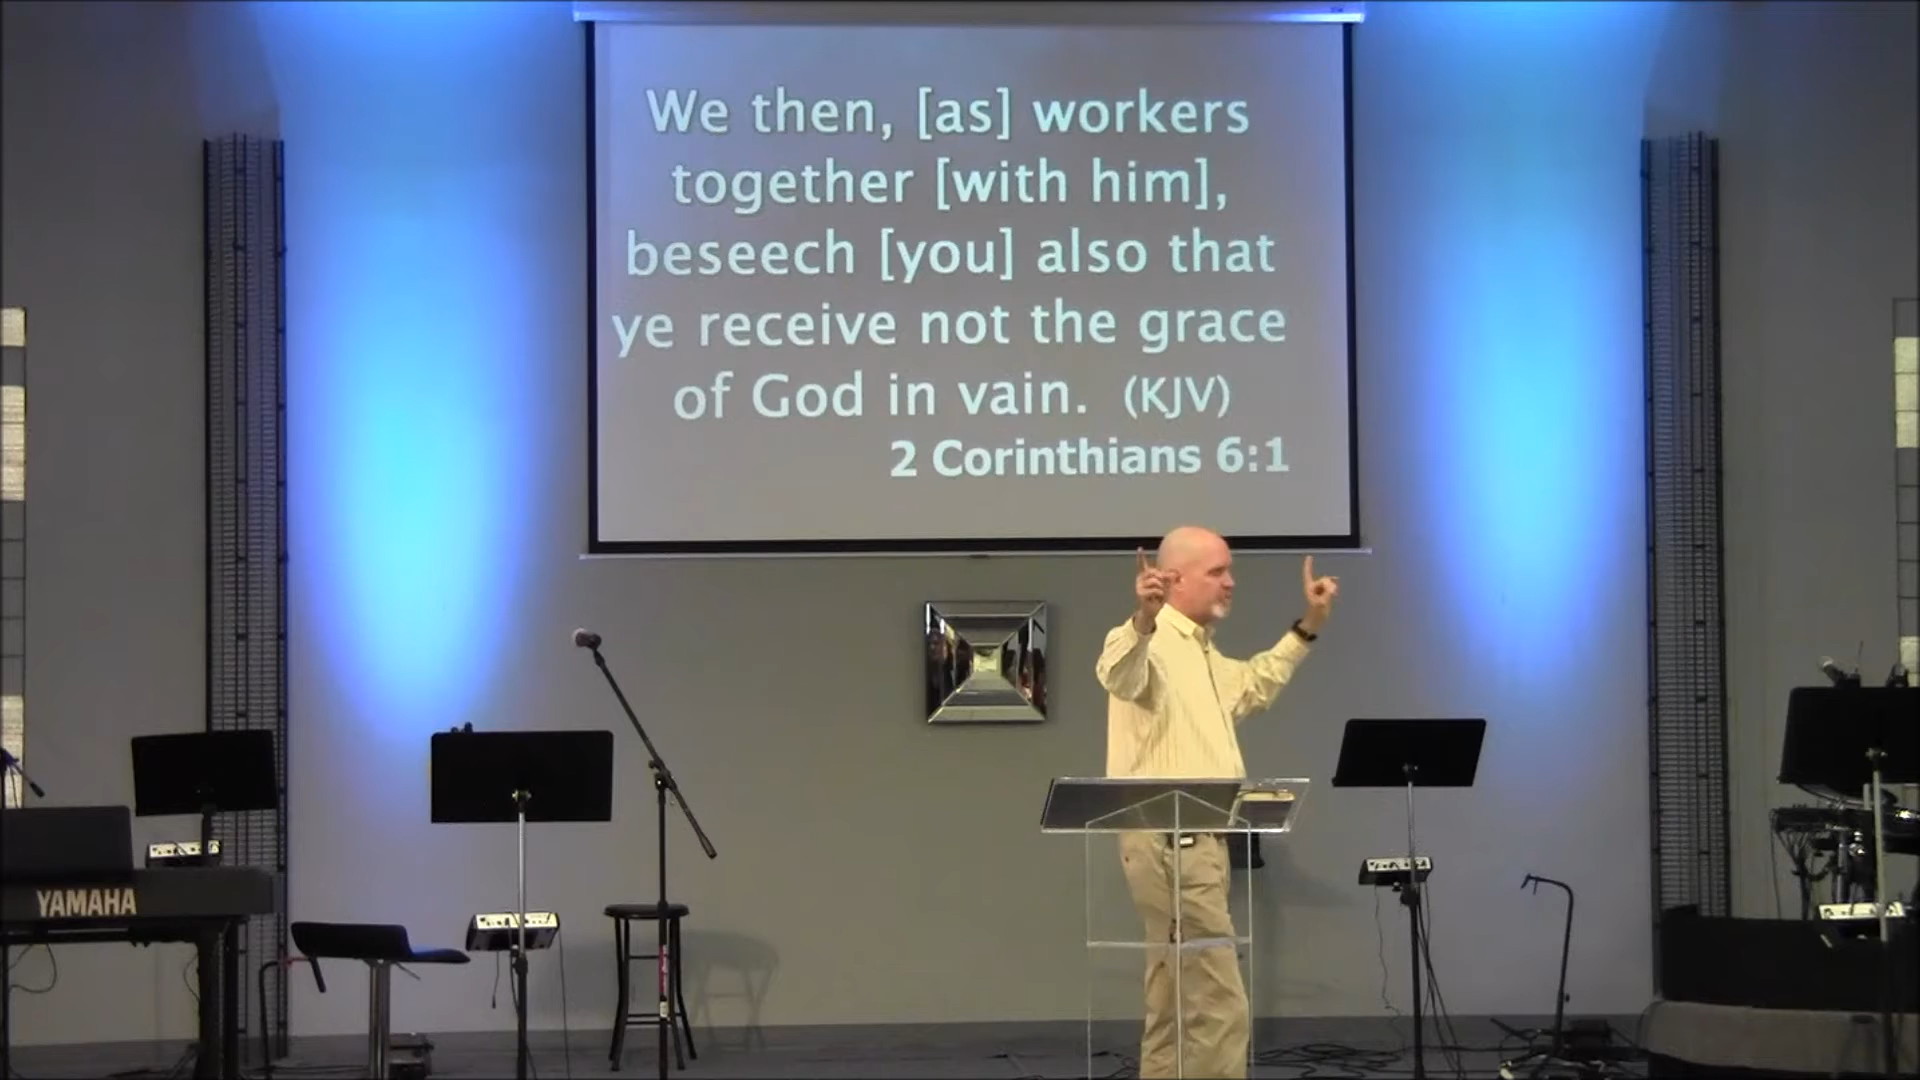 We then, [as] workers
together [with him],
beseech [you] also that
ye receive not the grace
of God in vain. (KJV)
2 Corinthians 6:1
YAMAHA